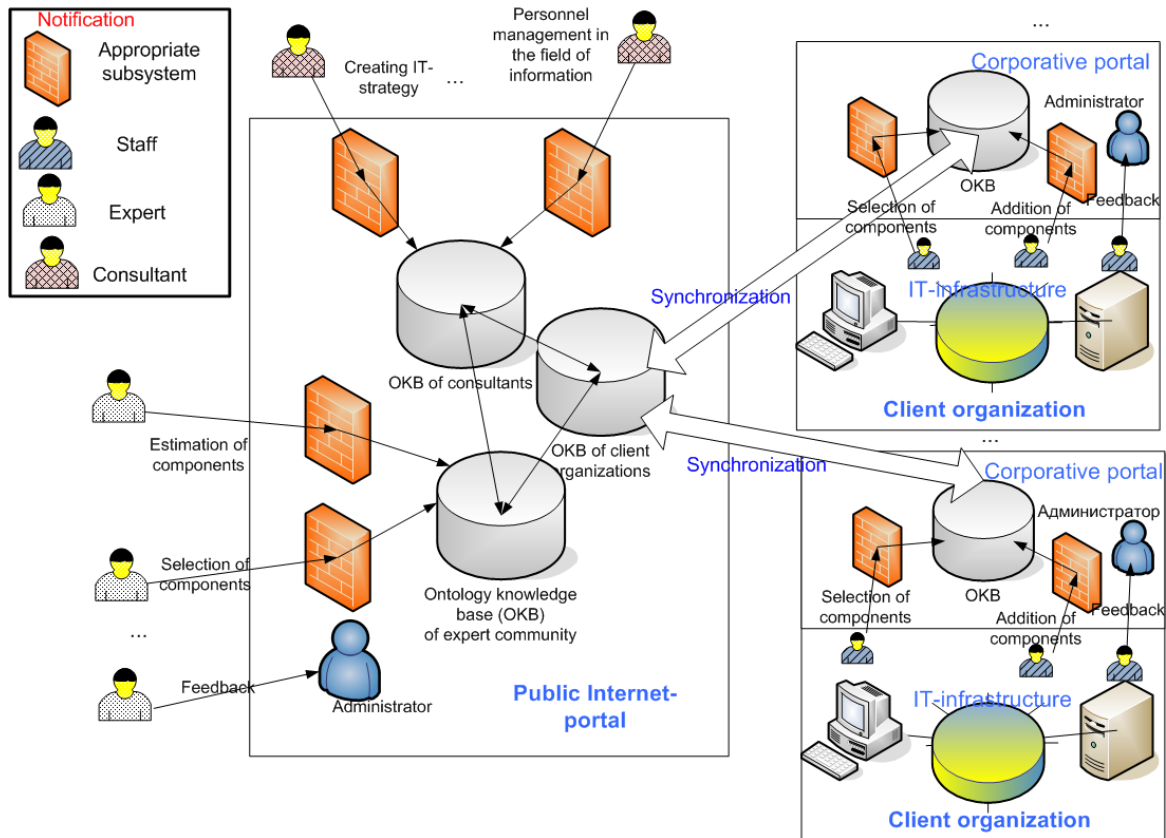 Notification
Appropriate
subsystem
Staff
Expert
Consultant
Creating IT-
strategy
...
Personnel
management in
the field of
information
OKB of consultants
OKB of client
organizations
Ontology knowledge
base (OKB)
of expert community
Estimation of
components
Selection of
components
...
Feedback
Administrator
Public Internet-
portal
Synchronization
Synchronization
...
Corporative portal
Administrator
OKB
Selection of
components
Addition of
components
Feedback
IT-infrastructure
Client organization
...
Corporative portal
Администратор
OKB
Selection of
components
Addition of
components
Feedback
IT-infrastructure
Client organization